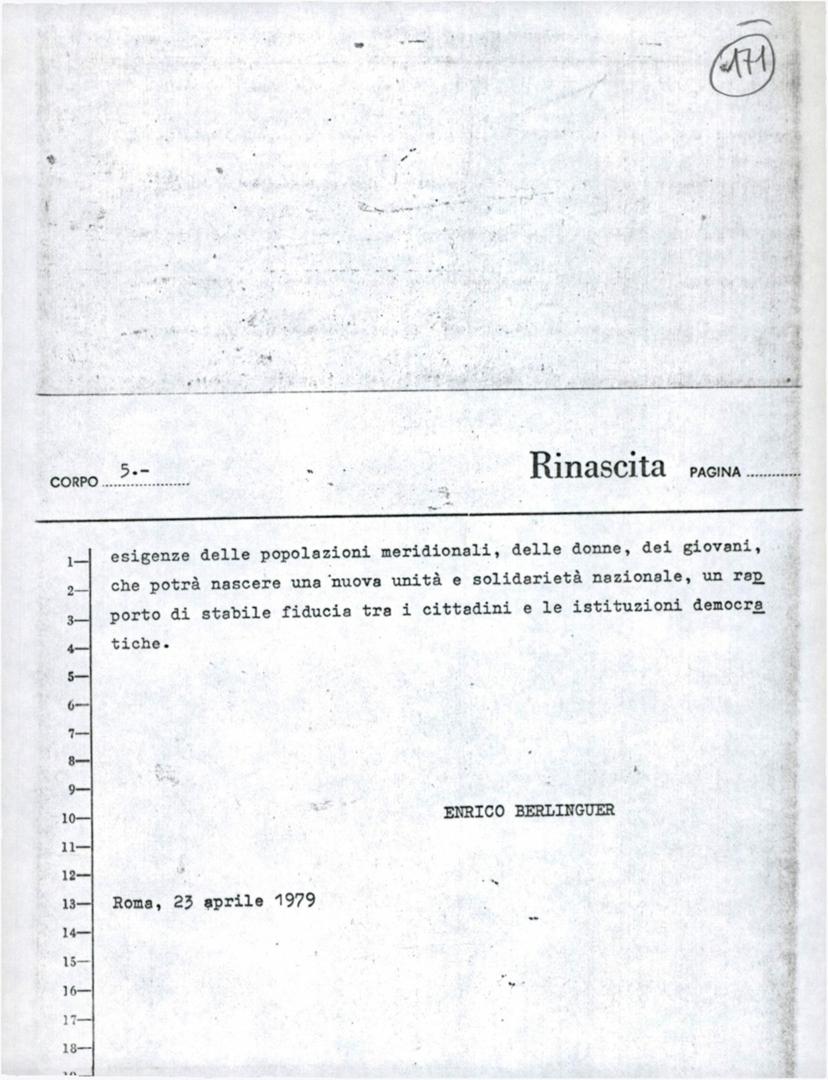 171
CORPO 5.-
Rinascita PAGINA
1— esigenze delle popolazioni meridionali, delle donne, dei giovani,
2— che potrà nascere una nuova unità e solidarietà nazionale, un rap
3— porto di stabile fiducia tra i cittadini e le istituzioni democra
4— tiche.
5—
6—
7—
8—
9—
10— ENRICO BERLINGUER
11—
12—
13— Roma, 23 aprile 1979
14—
15—
16—
17—
18—